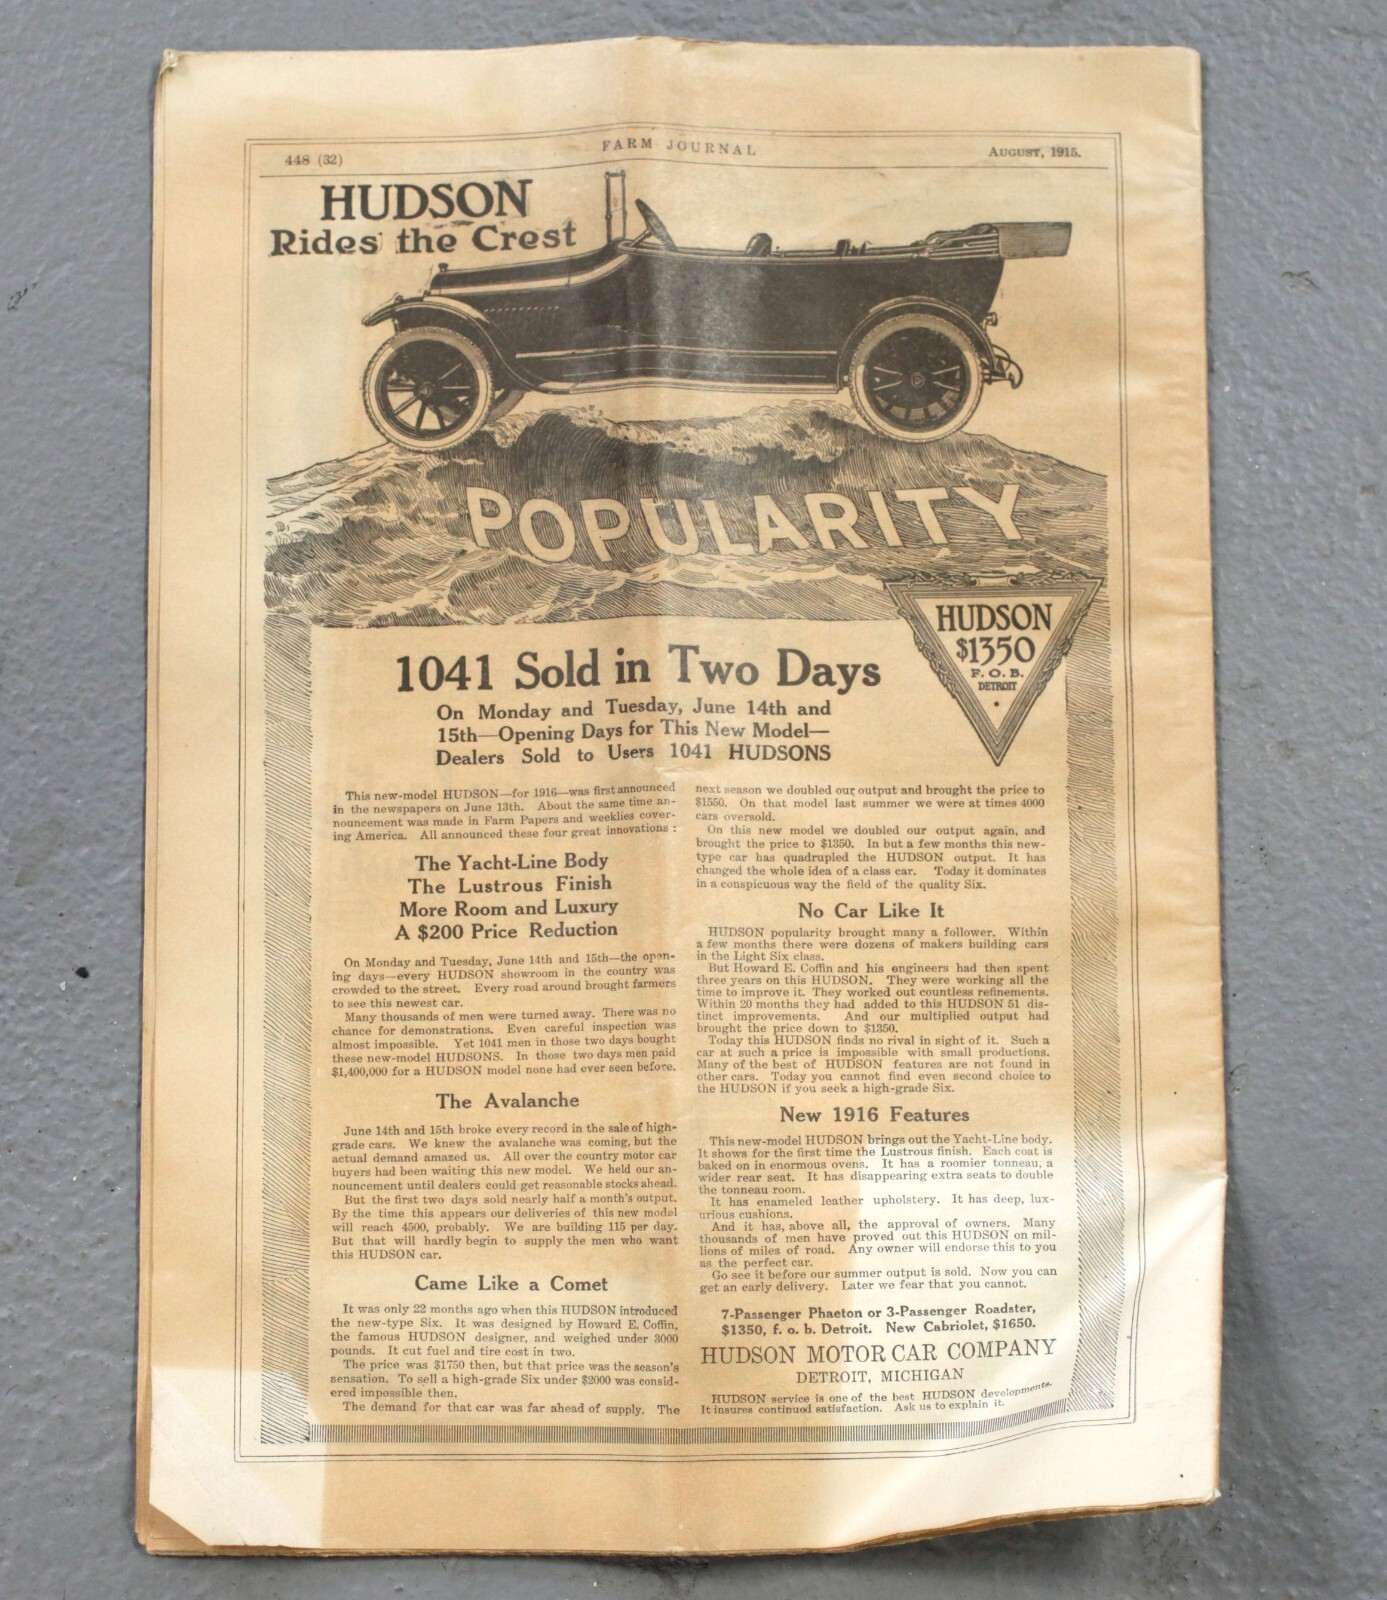 448 (32)
FARM JOURNAL
AUGUST, 1915.
HUDSON
Rides the Crest
POPULARITY
HUDSON
$1350
F. O. B.
DETROIT
1041 Sold in Two Days
On Monday and Tuesday, June 14th and
15th—Opening Days for This New Model—
Dealers Sold to Users 1041 HUDSONS
This new-model HUDSON—for 1916—was first announced
in the newspapers on June 13th. About the same time an-
nouncement was made in Farm Papers and weeklies cover-
ing America. All announced these four great innovations:
The Yacht-Line Body
The Lustrous Finish
More Room and Luxury
A $200 Price Reduction
On Monday and Tuesday, June 14th and 15th—the open-
ing days—every HUDSON showroom in the country was
crowded to the street. Every road around brought farmers
to see this newest car.
Many thousands of men were turned away. There was no
chance for demonstrations. Even careful inspection was
almost impossible. Yet 1041 men in those two days bought
these new-model HUDSONS. In those two days men paid
$1,400,000 for a HUDSON model none had ever seen before.
The Avalanche
June 14th and 15th broke every record in the sale of high-
grade cars. We knew the avalanche was coming, but the
actual demand amazed us. All over the country motor car
buyers had been waiting this new model. We held our an-
nouncement until dealers could get reasonable stocks ahead.
But the first two days sold nearly half a month's output.
By the time this appears our deliveries of this new model
will reach 4500, probably. We are building 115 per day.
But that will hardly begin to supply the men who want
this HUDSON car.
Came Like a Comet
It was only 22 months ago when this HUDSON introduced
the new-type Six. It was designed by Howard E. Coffin,
the famous HUDSON designer, and weighed under 3000
pounds. It cut fuel and tire cost in two.
The price was $1750 then, but that price was the season's
sensation. To sell a high-grade Six under $2000 was consid-
ered impossible then.
The demand for that car was far ahead of supply. The
next season we doubled our output and brought the price to
$1550. On that model last summer we were at times 4000
cars oversold.
On this new model we doubled our output again, and
brought the price to $1350. In but a few months this new-
type car has quadrupled the HUDSON output. It has
changed the whole idea of a class car. Today it dominates
in a conspicuous way the field of the quality Six.
No Car Like It
HUDSON popularity brought many a follower. Within
a few months there were dozens of makers building cars
in the Light Six class.
But Howard E. Coffin and his engineers had then spent
three years on this HUDSON. They were working all the
time to improve it. They worked out countless refinements.
Within 20 months they had added to this HUDSON 51 dis-
tinct improvements. And our multiplied output had
brought the price down to $1350.
Today this HUDSON finds no rival in sight of it. Such a
car at such a price is impossible with small productions.
Many of the best of HUDSON features are not found in
other cars. Today you cannot find even second choice to
the HUDSON if you seek a high-grade Six.
New 1916 Features
This new-model HUDSON brings out the Yacht-Line body.
It shows for the first time the Lustrous finish. Each coat is
baked on in enormous ovens. It has a roomier tonneau, a
wider rear seat. It has disappearing extra seats to double
the tonneau room.
It has enameled leather upholstery. It has deep, lux-
urious cushions.
And it has, above all, the approval of owners. Many
thousands of men have proved out this HUDSON on mil-
lions of miles of road. Any owner will endorse this to you
as the perfect car.
Go see it before our summer output is sold. Now you can
get an early delivery. Later we fear that you cannot.
7-Passenger Phaeton or 3-Passenger Roadster,
$1350, f. o. b. Detroit. New Cabriolet, $1650.
HUDSON MOTOR CAR COMPANY
DETROIT, MICHIGAN
HUDSON service is one of the best HUDSON developments.
It insures continued satisfaction. Ask us to explain it.